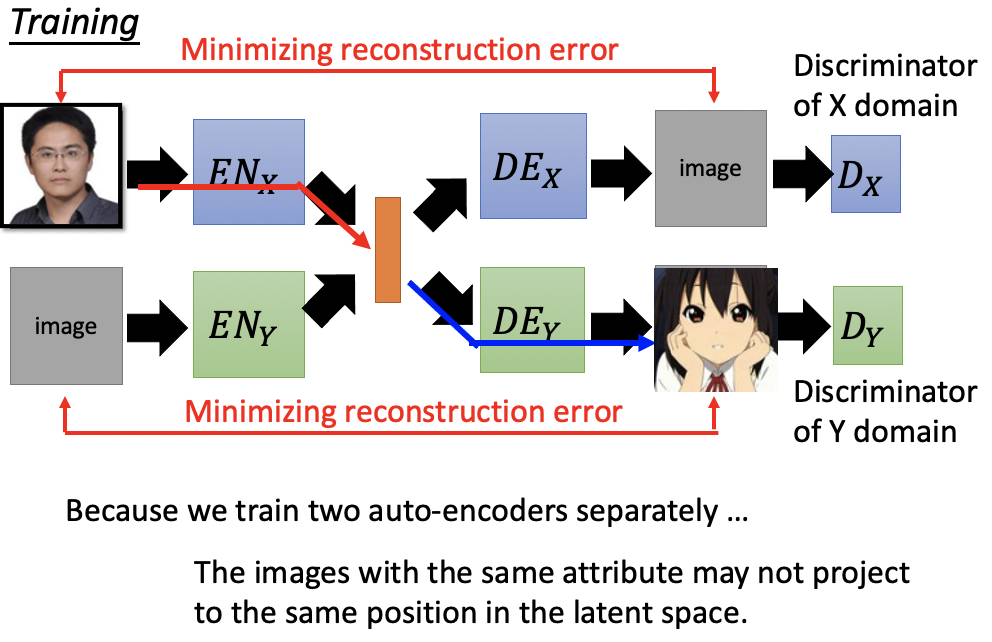 Training
Minimizing reconstruction error
Discriminator
of X domain
EN_X
DE_X
image
D_X
image
EN_Y
DE_Y
D_Y
Minimizing reconstruction error
Discriminator
of Y domain
Because we train two auto-encoders separately …
The images with the same attribute may not project
to the same position in the latent space.